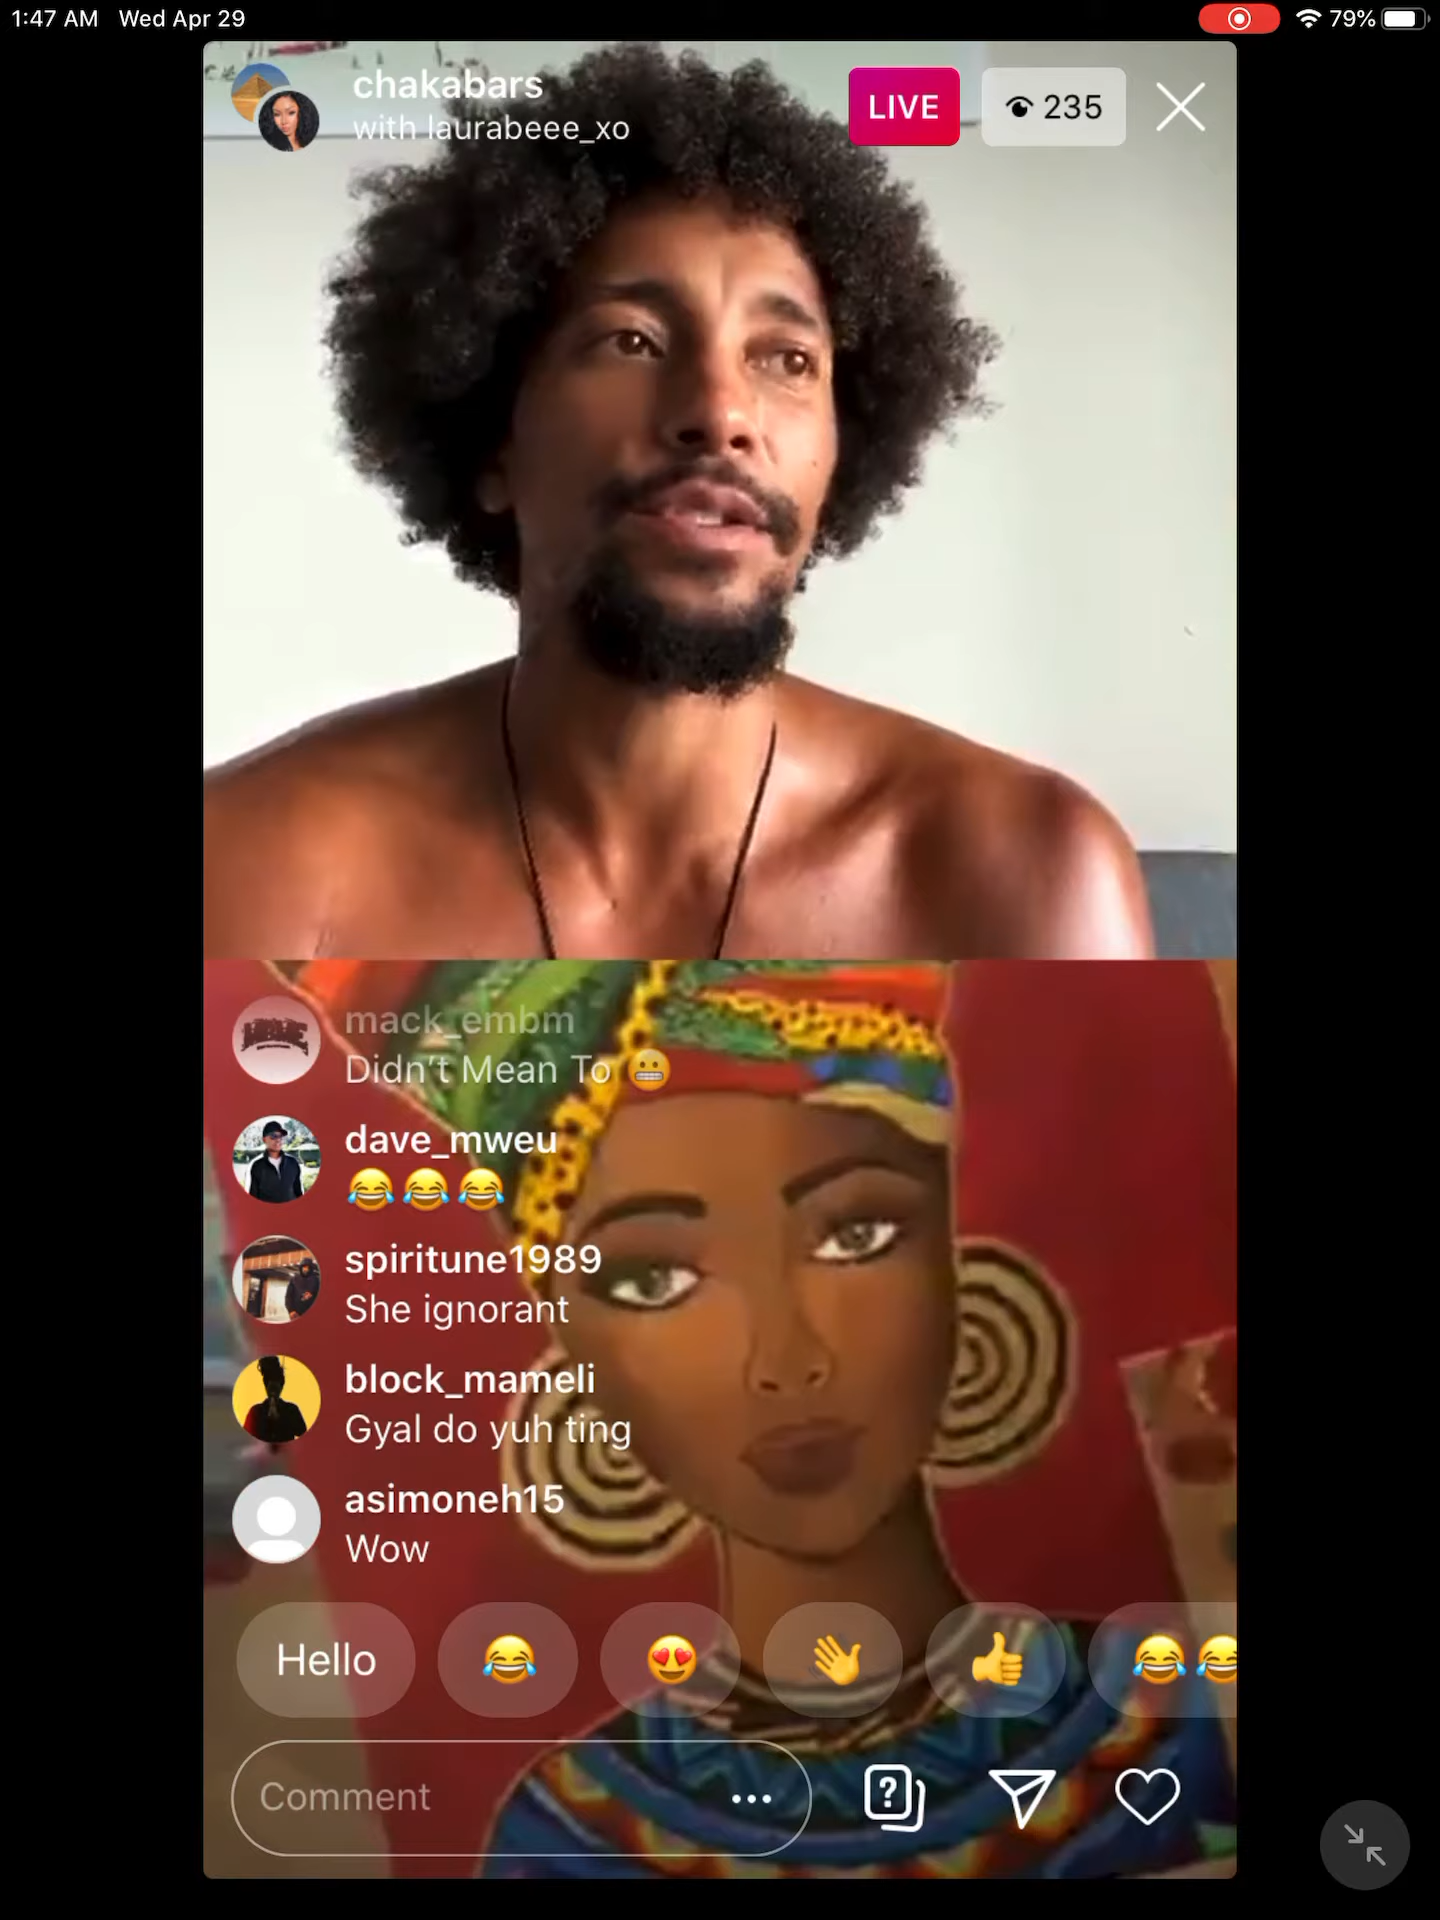 1:47 AM Wed Apr 29
79%
chakabars
with laurabeee_xo
LIVE
235
mack_embm
Didn’t Mean To 😬
dave_mweu
😂😂😂
spiritune1989
She ignorant
block_mameli
Gyal do yuh ting
asimoneh15
Wow
Hello 😂 😍 👋 👍 😂😂
Comment